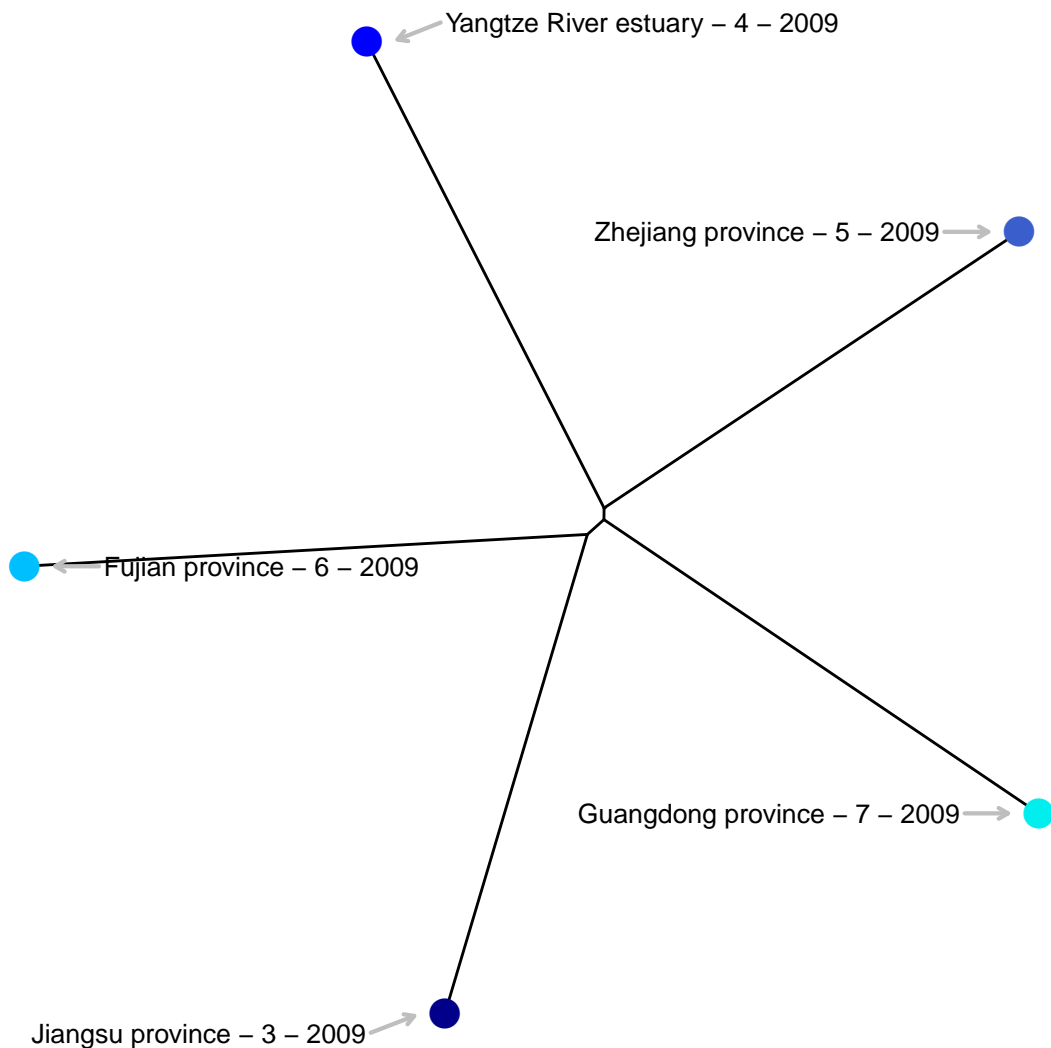 Yangtze River estuary – 4 – 2009
Zhejiang province – 5 – 2009
Fujian province – 6 – 2009
Guangdong province – 7 – 2009
Jiangsu province – 3 – 2009